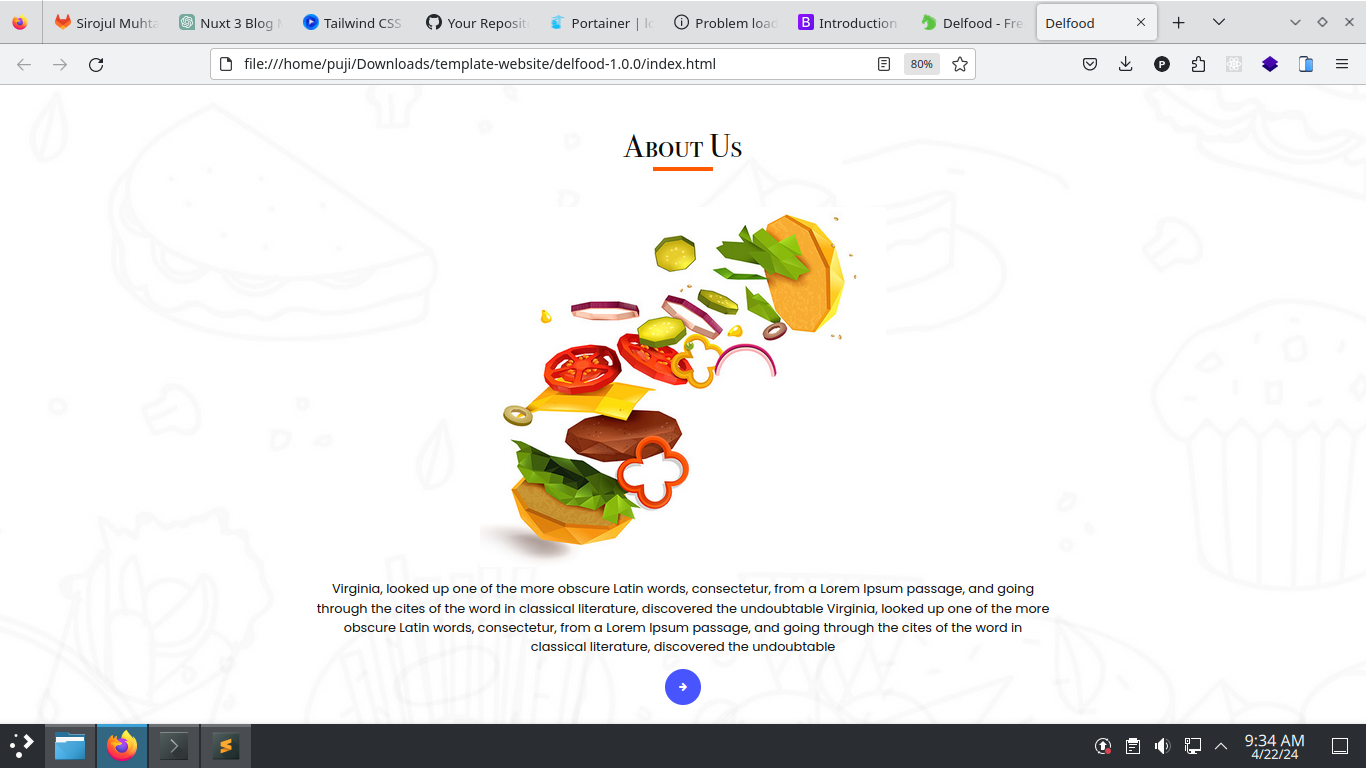 Sirojul Muhta
Nuxt 3 Blog
Tailwind CSS
Your Reposit
Portainer | l
Problem load
Introduction
Delfood - Fre
Delfood
file:///home/puji/Downloads/template-website/delfood-1.0.0/index.html
80%
About Us
Virginia, looked up one of the more obscure Latin words, consectetur, from a Lorem Ipsum passage, and going
through the cites of the word in classical literature, discovered the undoubtable Virginia, looked up one of the more
obscure Latin words, consectetur, from a Lorem Ipsum passage, and going through the cites of the word in
classical literature, discovered the undoubtable
9:34 AM
4/22/24